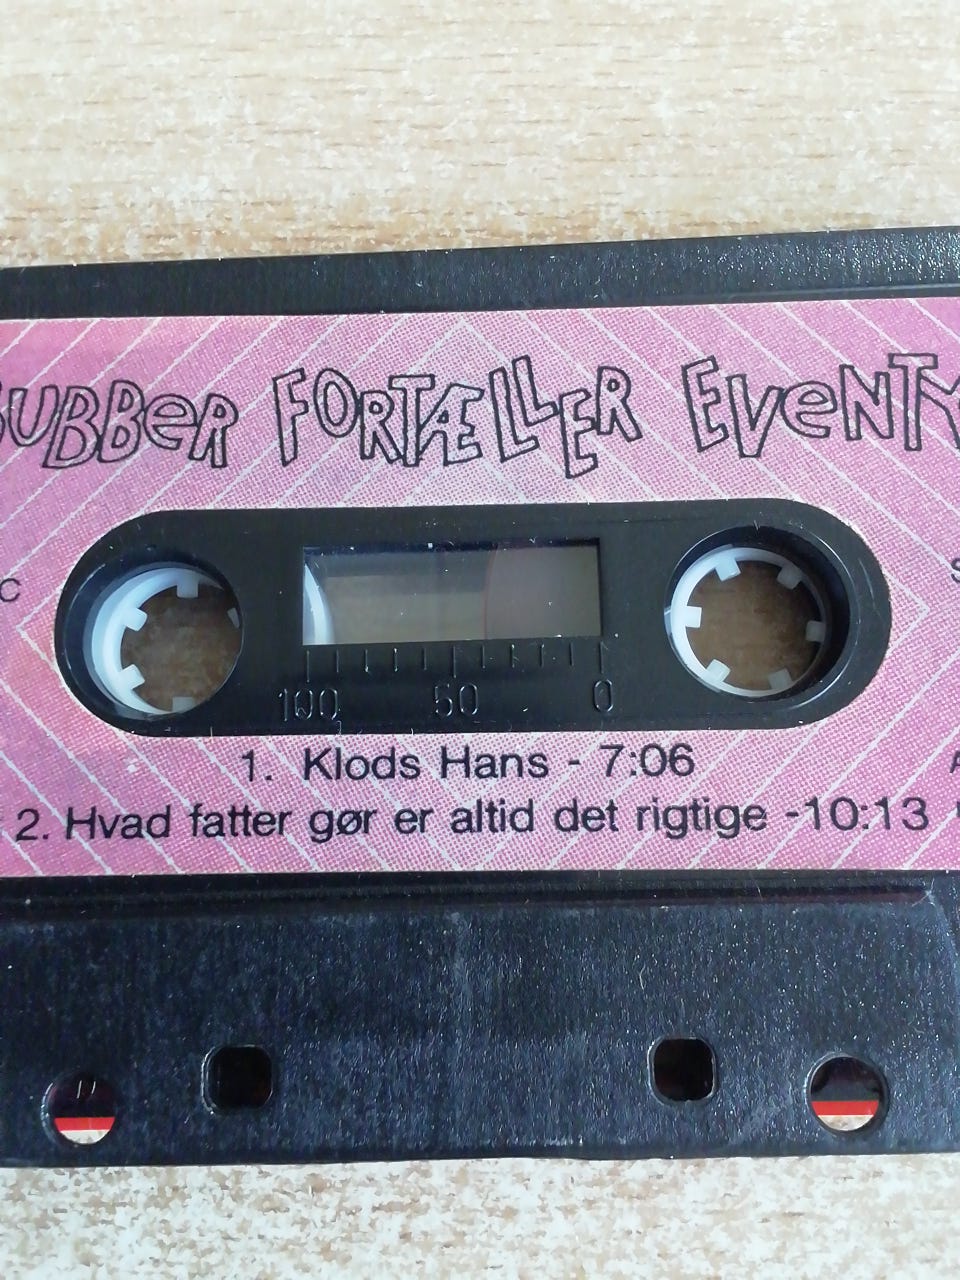 BUBBER FORTÆLLER EVENTY
C
S
100 50 0
1. Klods Hans - 7:06
A
2. Hvad fatter gør er altid det rigtige -10:13